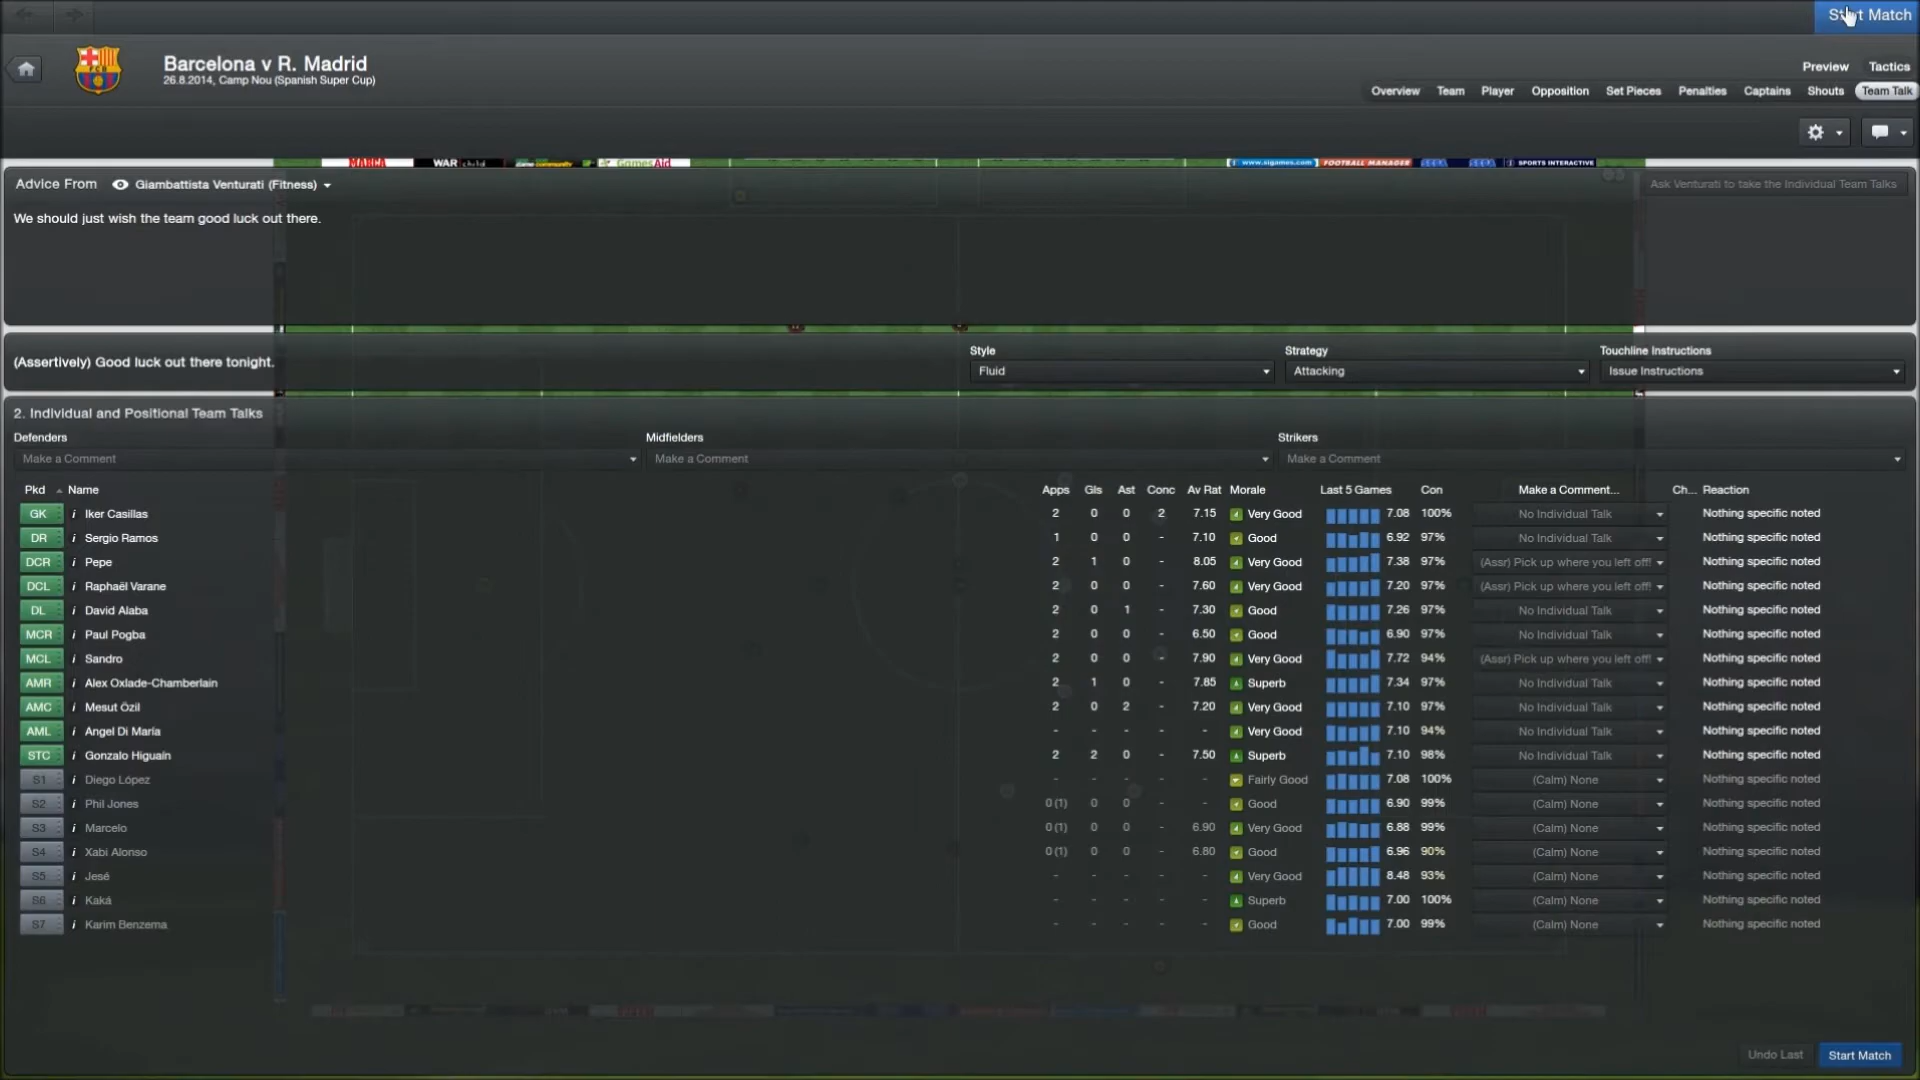 Start Match
Barcelona v R. Madrid
26.8.2014, Camp Nou (Spanish Super Cup)
Preview Tactics
Overview Team Player Opposition Set Pieces Penalties Captains Shouts Team Talk
MARCA WAR child GamesAid www.sigames.com FOOTBALL MANAGER SEGA SEGA SPORTS INTERACTIVE
Advice From Giambattista Venturati (Fitness) Ask Venturati to take the Individual Team Talks
We should just wish the team good luck out there.
Style Strategy Touchline Instructions
(Assertively) Good luck out there tonight. Fluid Attacking Issue Instructions
2. Individual and Positional Team Talks
Defenders Midfielders Strikers
Make a Comment Make a Comment Make a Comment
Pkd Name Apps Gls Ast Conc Av Rat Morale Last 5 Games Con Make a Comment... Ch... Reaction
GK i Iker Casillas 2 0 0 2 7.15 Very Good 7.08 100% No Individual Talk Nothing specific noted
DR i Sergio Ramos 1 0 0 - 7.10 Good 6.92 97% No Individual Talk Nothing specific noted
DCR i Pepe 2 1 0 - 8.05 Very Good 7.38 97% (Assr) Pick up where you left off! Nothing specific noted
DCL i Raphaël Varane 2 0 0 - 7.60 Very Good 7.20 97% (Assr) Pick up where you left off! Nothing specific noted
DL i David Alaba 2 0 1 - 7.30 Good 7.26 97% No Individual Talk Nothing specific noted
MCR i Paul Pogba 2 0 0 - 6.50 Good 6.90 97% No Individual Talk Nothing specific noted
MCL i Sandro 2 0 0 - 7.90 Very Good 7.72 94% (Assr) Pick up where you left off! Nothing specific noted
AMR i Alex Oxlade-Chamberlain 2 1 0 - 7.85 Superb 7.34 97% No Individual Talk Nothing specific noted
AMC i Mesut Özil 2 0 2 - 7.20 Very Good 7.10 97% No Individual Talk Nothing specific noted
AML i Angel Di María - - - - - Very Good 7.10 94% No Individual Talk Nothing specific noted
STC i Gonzalo Higuaín 2 2 0 - 7.50 Superb 7.10 98% No Individual Talk Nothing specific noted
S1 i Diego López - - - - - Fairly Good 7.08 100% (Calm) None Nothing specific noted
S2 i Phil Jones 0 (1) 0 0 - - Good 6.90 99% (Calm) None Nothing specific noted
S3 i Marcelo 0 (1) 0 0 - 6.90 Very Good 6.88 99% (Calm) None Nothing specific noted
S4 i Xabi Alonso 0 (1) 0 0 - 6.80 Good 6.96 90% (Calm) None Nothing specific noted
S5 i Jesé - - - - - Very Good 8.48 93% (Calm) None Nothing specific noted
S6 i Kaká - - - - - Superb 7.00 100% (Calm) None Nothing specific noted
S7 i Karim Benzema - - - - - Good 7.00 99% (Calm) None Nothing specific noted
Undo Last Start Match